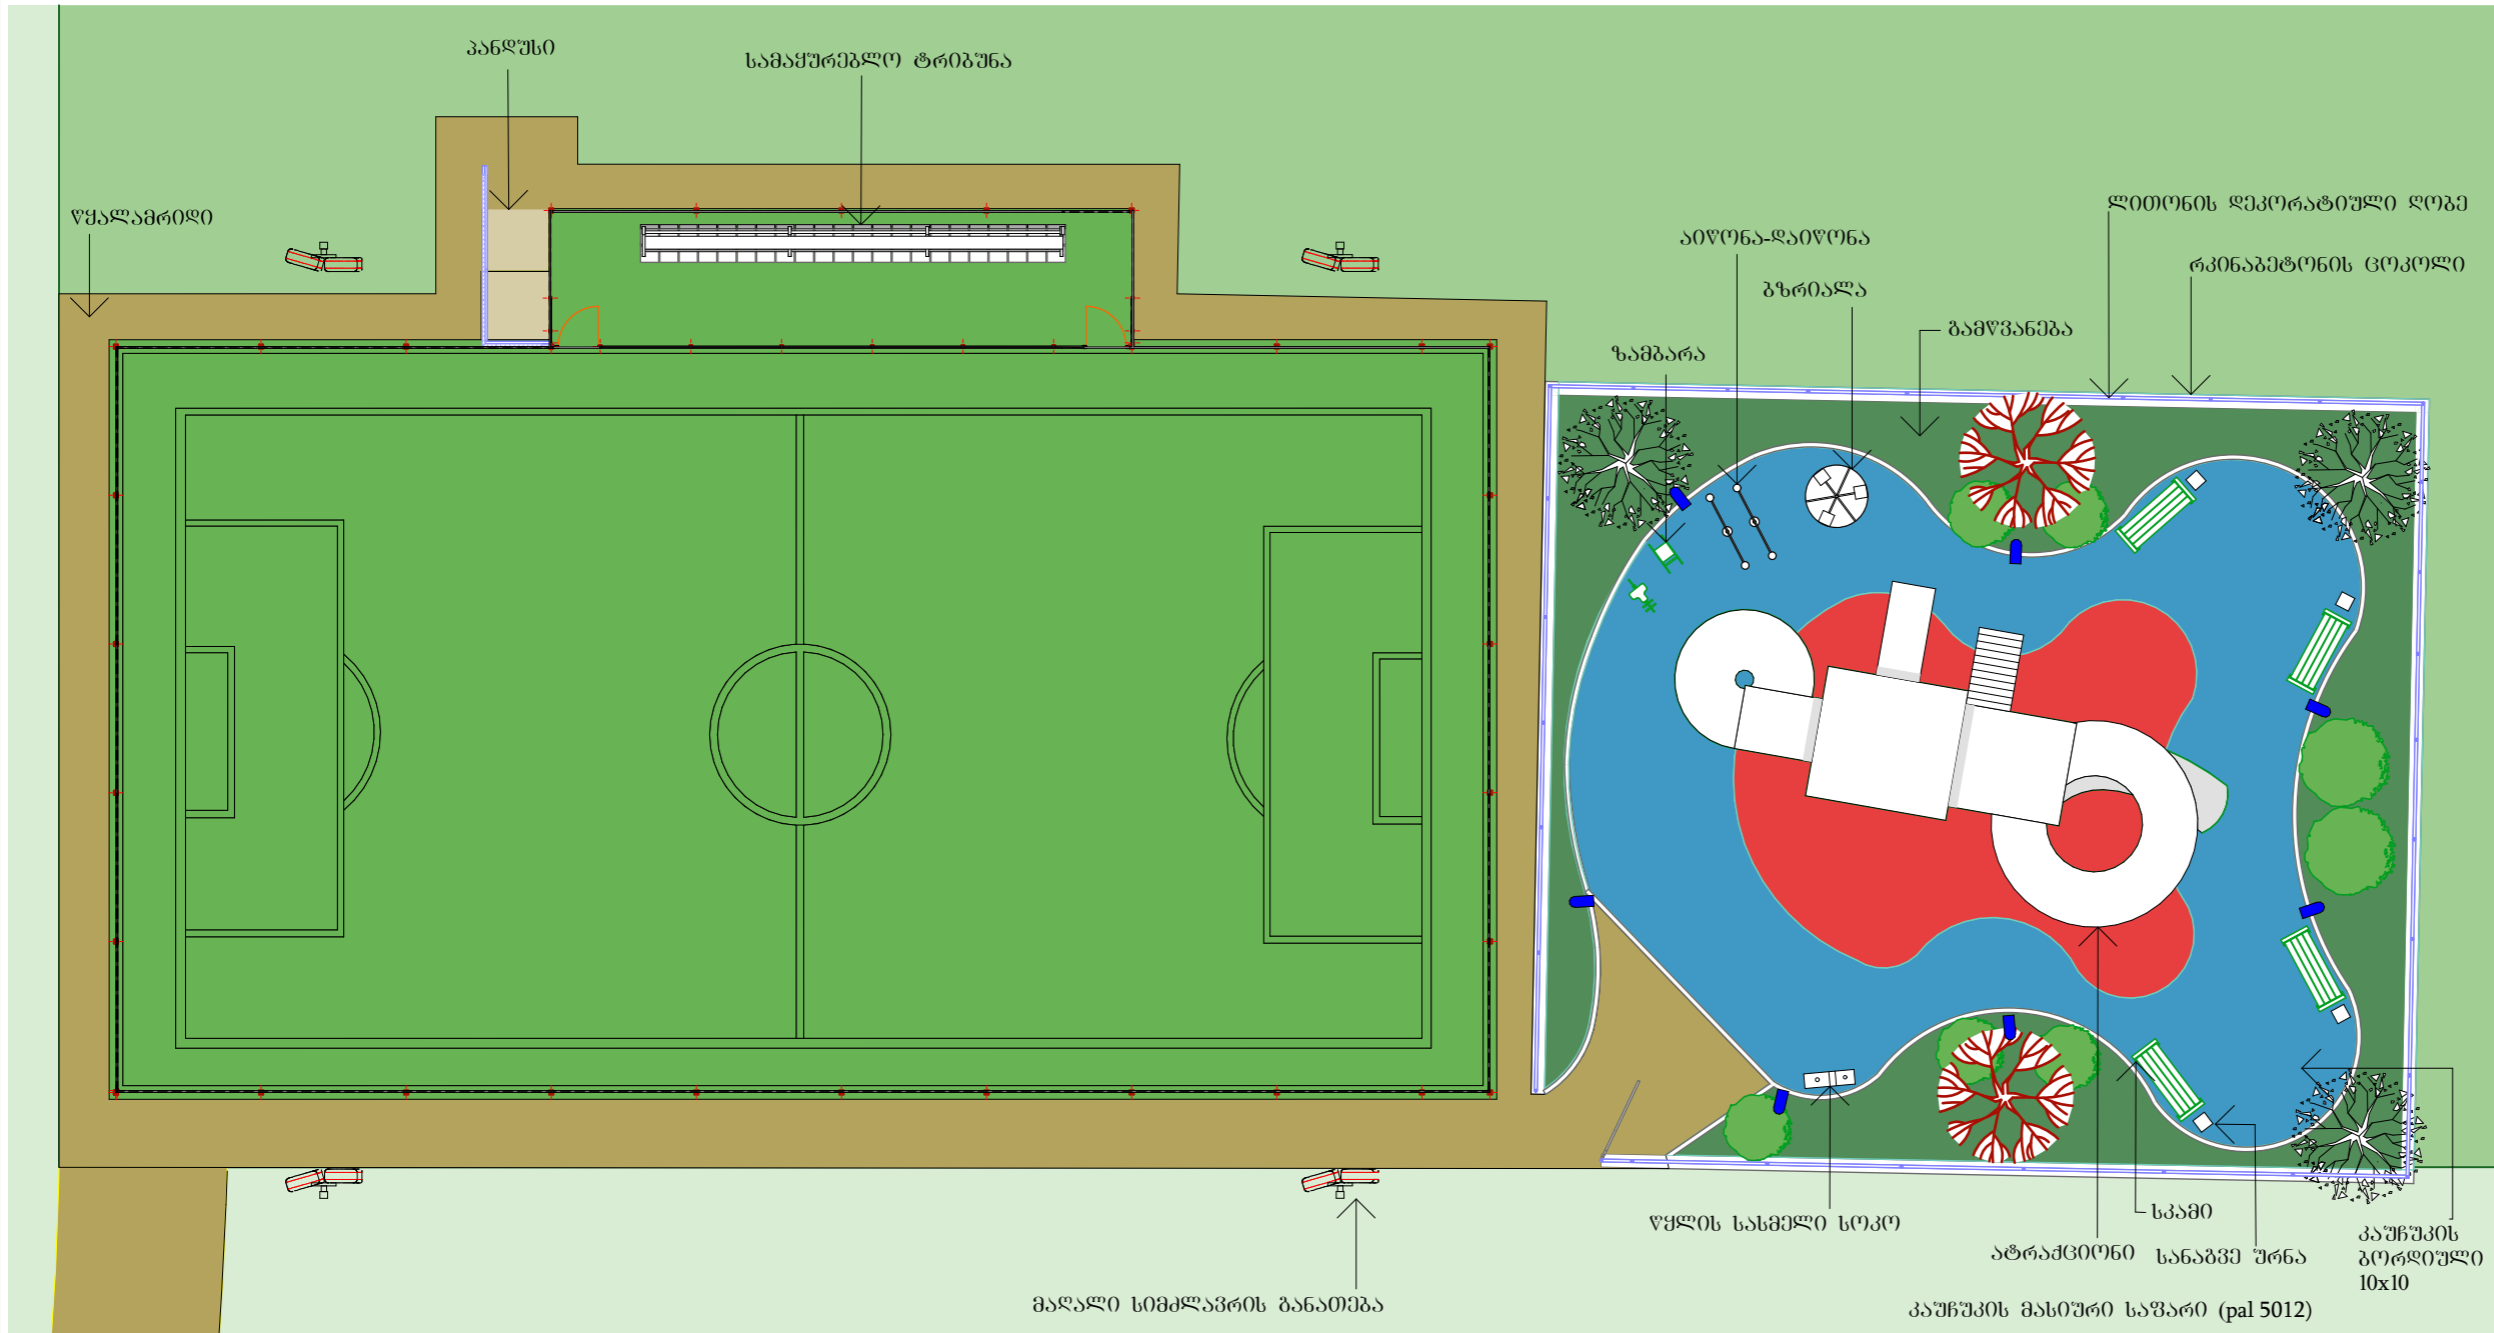 პანდუსი
სამაყურებლო ტრიბუნა
წყალამრიდი
ლითონის დეკორატიული ღობე
აიწონა-დაიწონა
რკინაბეტონის ცოკოლი
ბზრიალა
გამწვანება
ზამბარა
წყლის სასმელი სოკო
სკამი
ატრაქციონი
სანაგვე ურნა
კაუჩუკის
ბორდიული
10x10
მაღალი სიმძლავრის განათება
კაუჩუკის მასიური საფარი (pal 5012)